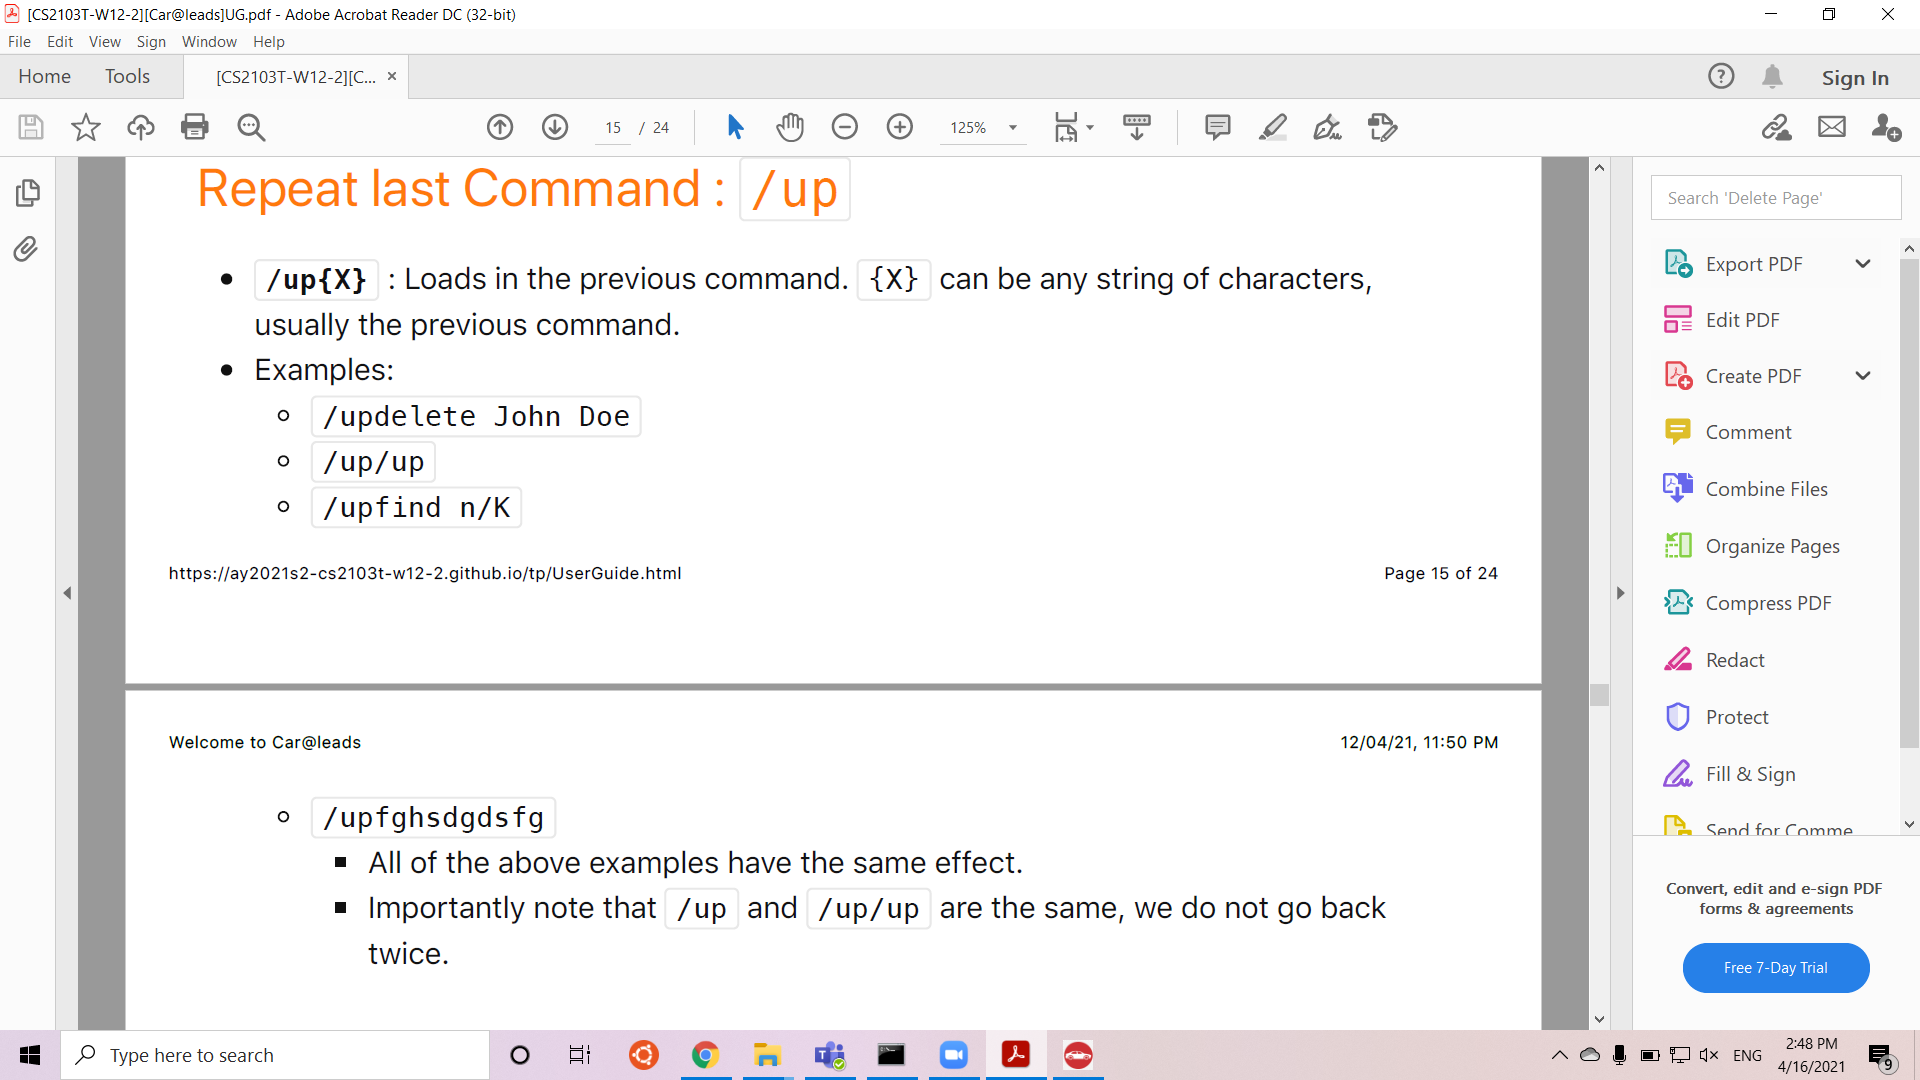 [CS2103T-W12-2][Car@leads]UG.pdf - Adobe Acrobat Reader DC (32-bit)
File Edit View Sign Window Help
Home Tools [CS2103T-W12-2][C... × Sign In
15 / 24 125%
Repeat last Command : /up
/up{X} : Loads in the previous command. {X} can be any string of characters,
usually the previous command.
Examples:
/updelete John Doe
/up/up
/upfind n/K
https://ay2021s2-cs2103t-w12-2.github.io/tp/UserGuide.html Page 15 of 24
Welcome to Car@leads 12/04/21, 11:50 PM
/upfghsdgdsfg
All of the above examples have the same effect.
Importantly note that /up and /up/up are the same, we do not go back
twice.
Search 'Delete Page'
Export PDF
Edit PDF
Create PDF
Comment
Combine Files
Organize Pages
Compress PDF
Redact
Protect
Fill & Sign
Send for Comme
Convert, edit and e-sign PDF
forms & agreements
Free 7-Day Trial
Type here to search
ENG
2:48 PM
4/16/2021
9